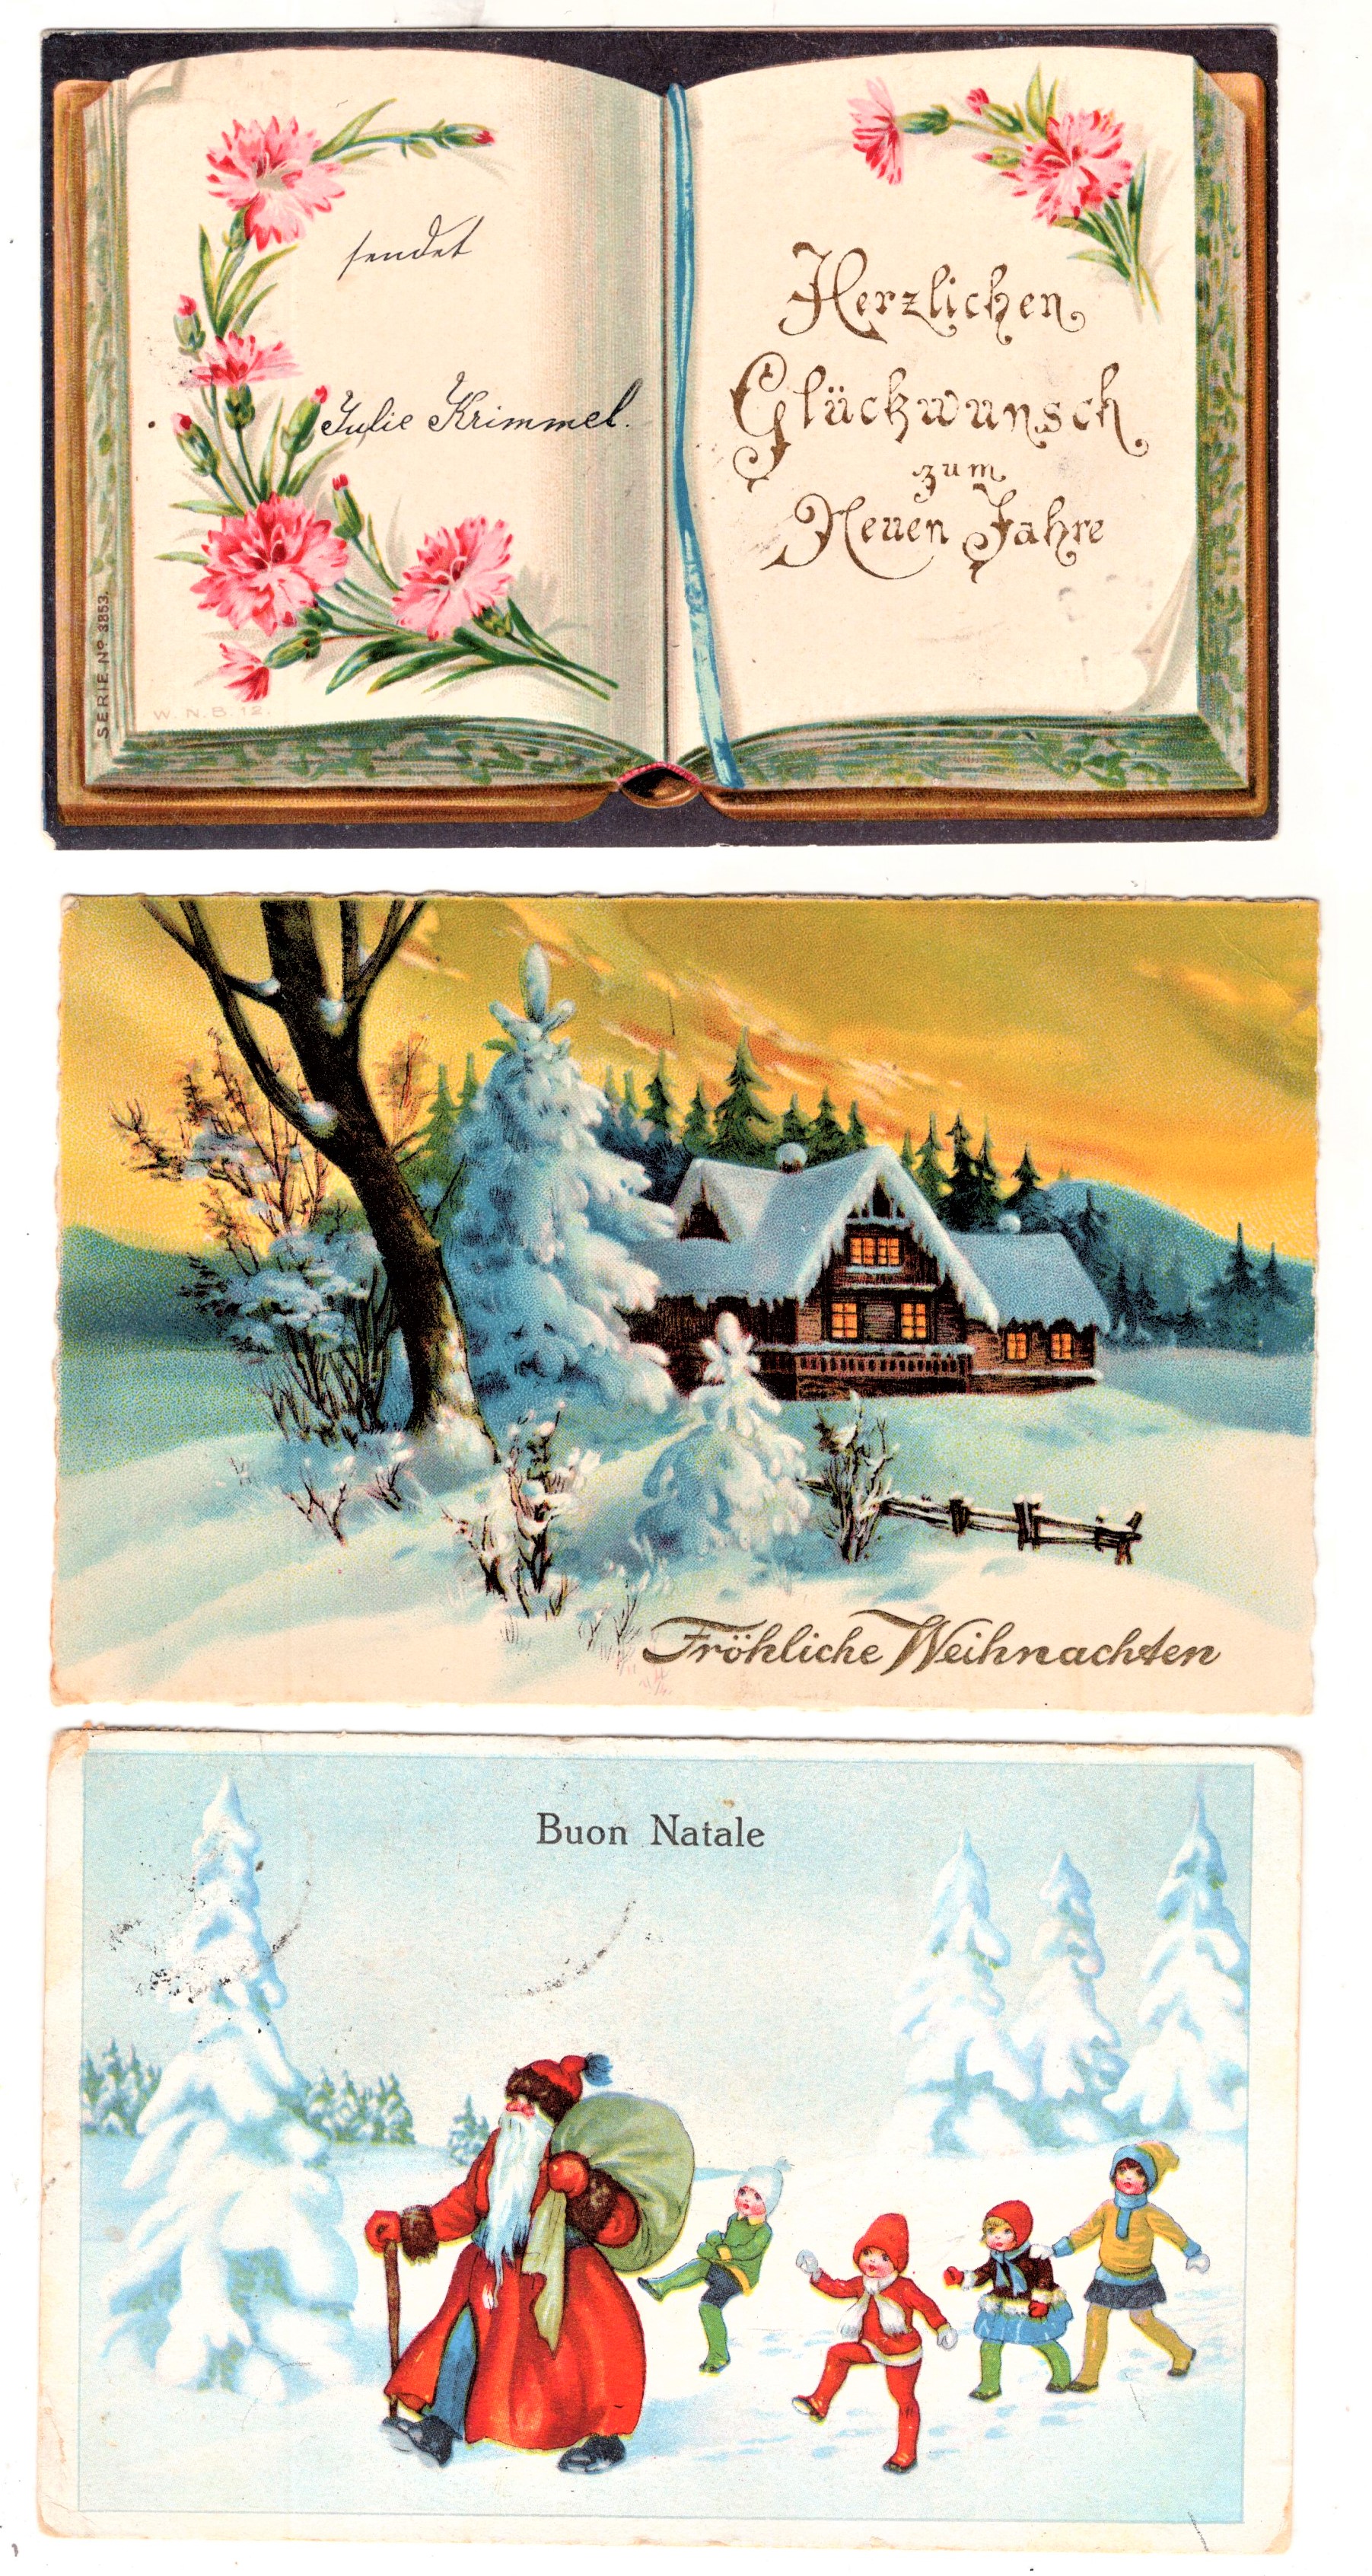 sendet
Julie Krimmel.
SERIE Nº 3853.
W. N. B. 12.
Herzlichen
Glückwunsch
zum
Neuen Jahre
Fröhliche Weihnachten
Buon Natale